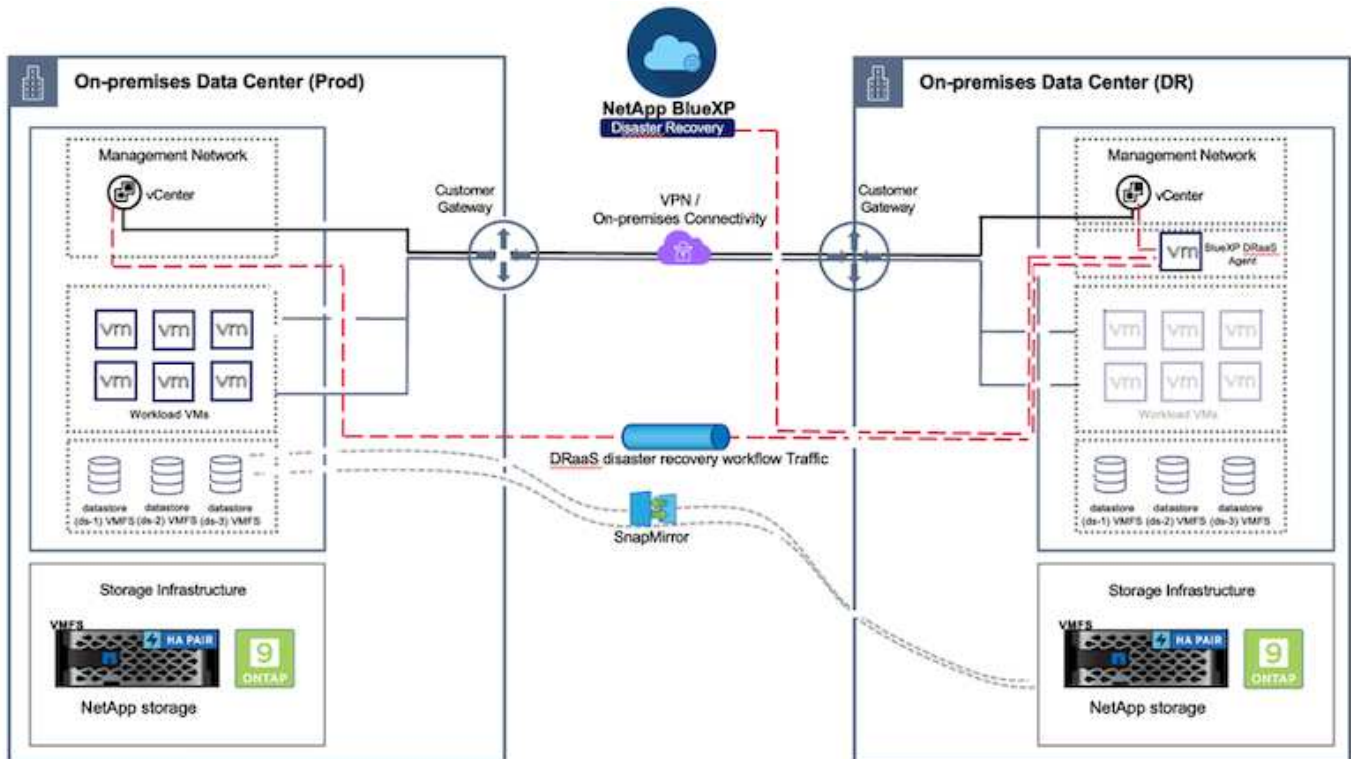 NetApp BlueXP
Disaster Recovery
On-premises Data Center (Prod)
Management Network
vCenter
vm vm vm
vm vm vm
Workload VMs
datastore
(ds-1) VMFS
datastore
(ds-2) VMFS
datastore
(ds-3) VMFS
Storage Infrastructure
VMFS
HA PAIR
9
ONTAP
NetApp storage
Customer
Gateway
VPN /
On-premises Connectivity
Customer
Gateway
DRaaS disaster recovery workflow Traffic
SnapMirror
On-premises Data Center (DR)
Management Network
vCenter
vm
BlueXP DRaaS
Agent
vm vm vm
vm vm vm
Workload VMs
datastore
(ds-1) VMFS
datastore
(ds-2) VMFS
datastore
(ds-3) VMFS
Storage Infrastructure
VMFS
HA PAIR
9
ONTAP
NetApp storage